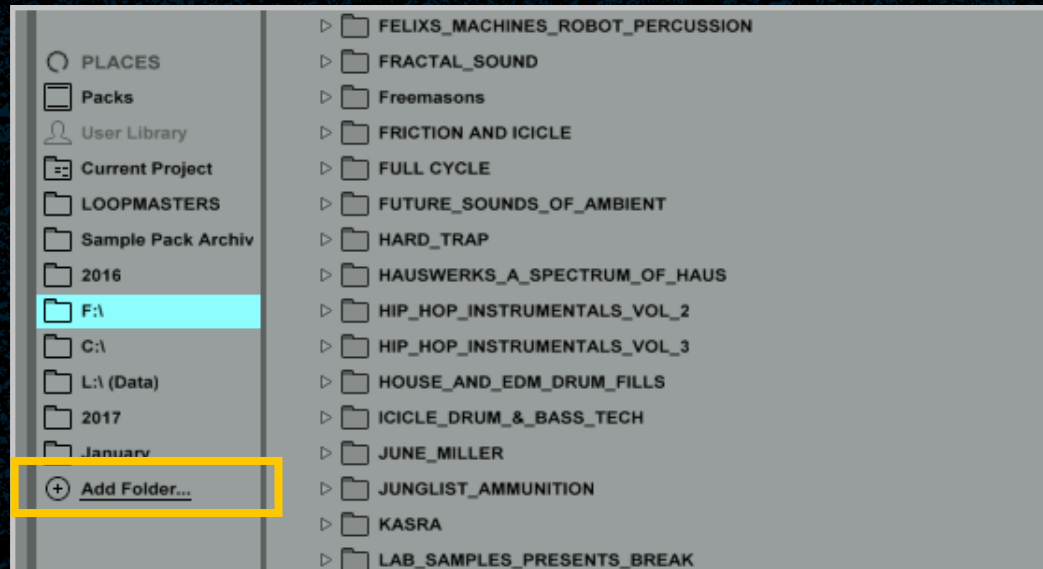 PLACES
Packs
User Library
Current Project
LOOPMASTERS
Sample Pack Archiv
2016
F:\
C:\
L:\ (Data)
2017
January
Add Folder...
FELIXS_MACHINES_ROBOT_PERCUSSION
FRACTAL_SOUND
Freemasons
FRICTION AND ICICLE
FULL CYCLE
FUTURE_SOUNDS_OF_AMBIENT
HARD_TRAP
HAUSWERKS_A_SPECTRUM_OF_HAUS
HIP_HOP_INSTRUMENTALS_VOL_2
HIP_HOP_INSTRUMENTALS_VOL_3
HOUSE_AND_EDM_DRUM_FILLS
ICICLE_DRUM_&_BASS_TECH
JUNE_MILLER
JUNGLIST_AMMUNITION
KASRA
LAB_SAMPLES_PRESENTS_BREAK